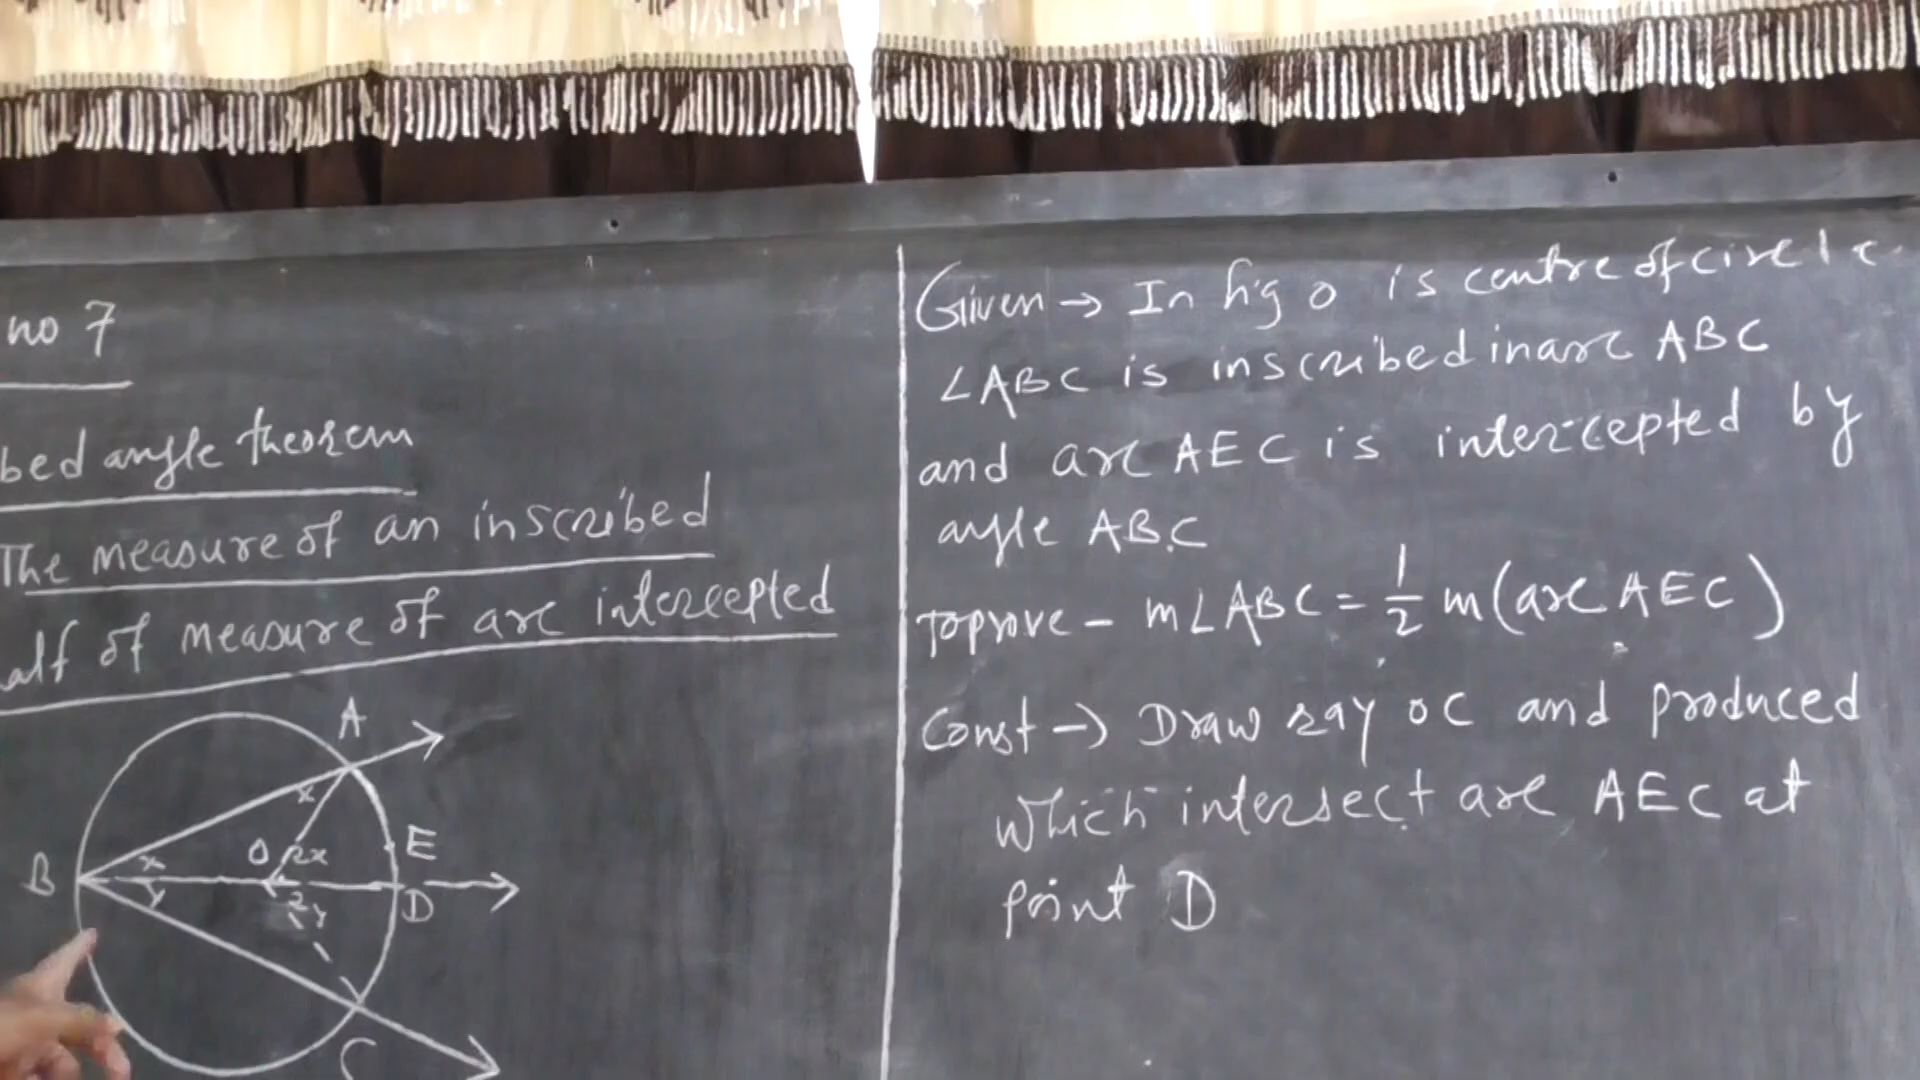 no 7
bed angle theorem
The measure of an inscribed
alf of measure of arc intercepted
A
x
B
x
O
2x
E
y
2y
D
C
Given → In fig O is centre of circle
∠ABC is inscribed in arc ABC
and arc AEC is intercepted by
angle ABC
To prove - m∠ABC = 1/2 m(arc AEC)
Const → Draw ray OC and produced
which intersect arc AEC at
point D